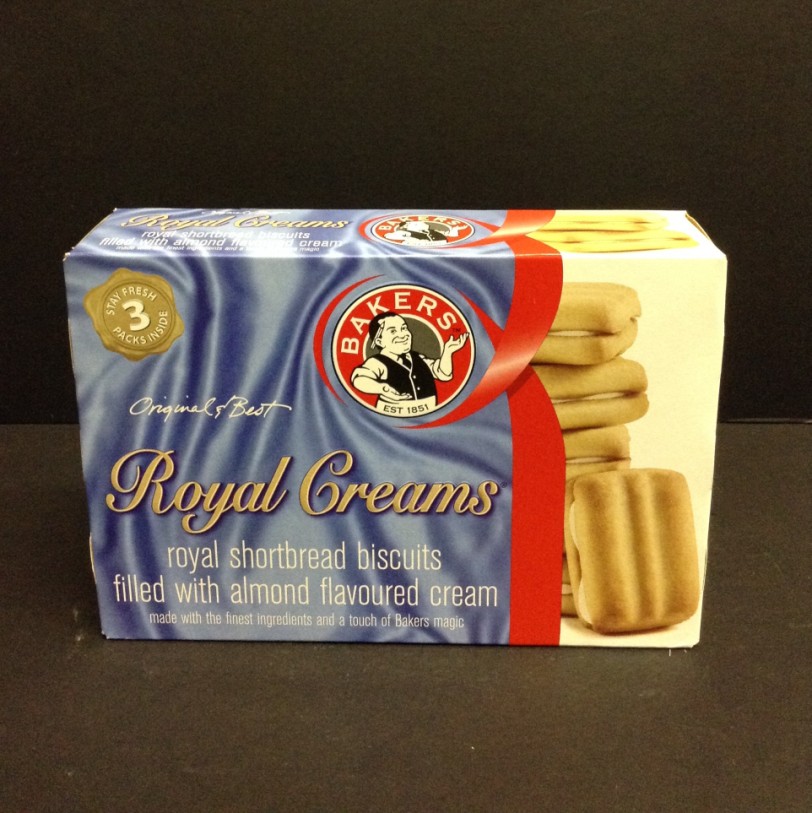 Royal Creams
royal shortbread biscuits
filled with almond flavoured cream
BAKERS
STAY FRESH
3
PACKS INSIDE
BAKERS™
EST 1851
Original & Best
Royal Creams
royal shortbread biscuits
filled with almond flavoured cream
made with the finest ingredients and a touch of Bakers magic